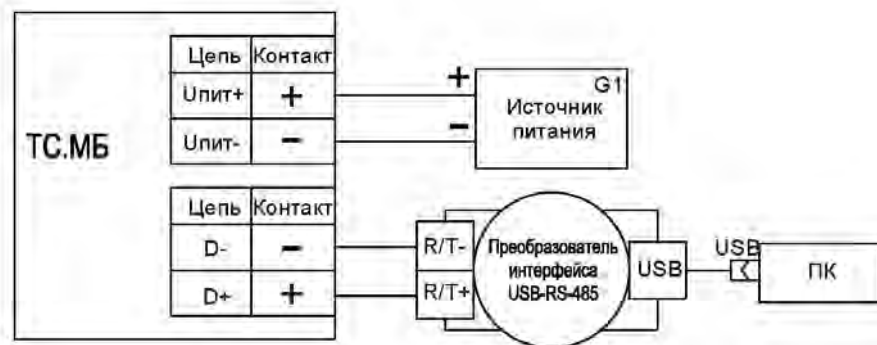 ТС.МБ
Цепь Контакт
Uпит+ +
Uпит- -
+
-
G1
Источник
питания
Цепь Контакт
D- -
D+ +
R/T-
R/T+
Преобразователь
интерфейса
USB-RS-485
USB
USB
ПК